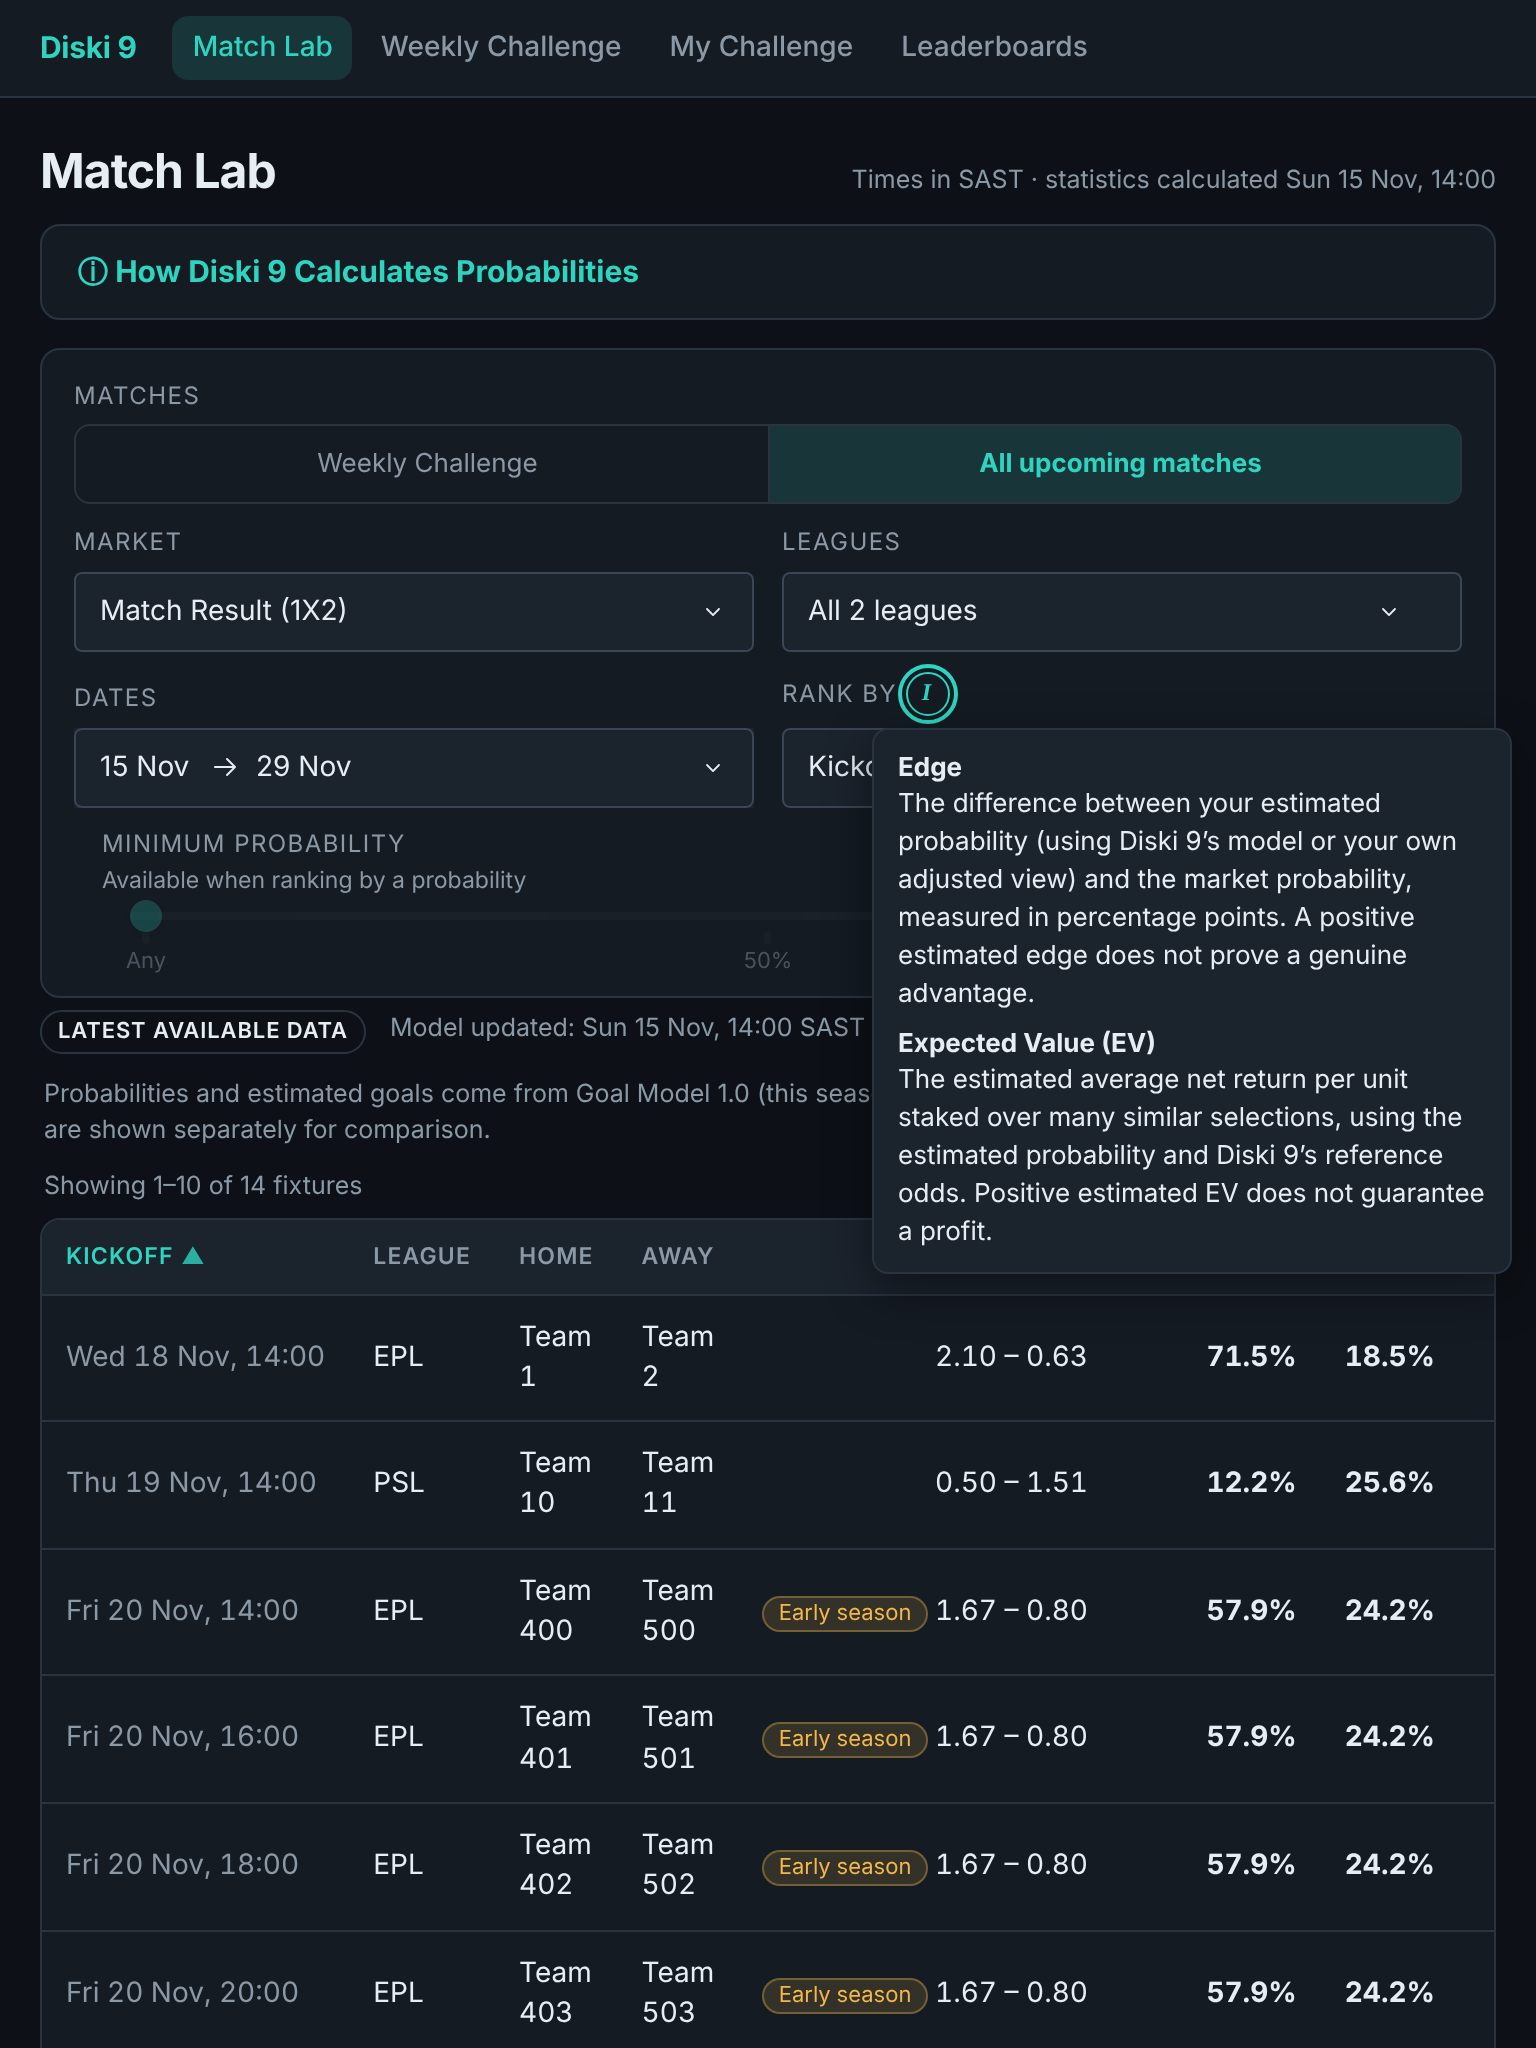 Diski 9 Match Lab Weekly Challenge My Challenge Leaderboards
Match Lab
Times in SAST · statistics calculated Sun 15 Nov, 14:00
ⓘ How Diski 9 Calculates Probabilities
MATCHES
Weekly Challenge All upcoming matches
MARKET LEAGUES
Match Result (1X2) All 2 leagues
DATES RANK BY I
15 Nov → 29 Nov
Edge
The difference between your estimated
probability (using Diski 9’s model or your own
adjusted view) and the market probability,
measured in percentage points. A positive
estimated edge does not prove a genuine
advantage.
Expected Value (EV)
The estimated average net return per unit
staked over many similar selections, using the
estimated probability and Diski 9’s reference
odds. Positive estimated EV does not guarantee
a profit.
MINIMUM PROBABILITY
Available when ranking by a probability
Any 50%
LATEST AVAILABLE DATA Model updated: Sun 15 Nov, 14:00 SAST
Probabilities and estimated goals come from Goal Model 1.0 (this seas
are shown separately for comparison.
Showing 1–10 of 14 fixtures
KICKOFF ▲ LEAGUE HOME AWAY
Wed 18 Nov, 14:00 EPL Team 1 Team 2 2.10 – 0.63 71.5% 18.5%
Thu 19 Nov, 14:00 PSL Team 10 Team 11 0.50 – 1.51 12.2% 25.6%
Fri 20 Nov, 14:00 EPL Team 400 Team 500 Early season 1.67 – 0.80 57.9% 24.2%
Fri 20 Nov, 16:00 EPL Team 401 Team 501 Early season 1.67 – 0.80 57.9% 24.2%
Fri 20 Nov, 18:00 EPL Team 402 Team 502 Early season 1.67 – 0.80 57.9% 24.2%
Fri 20 Nov, 20:00 EPL Team 403 Team 503 Early season 1.67 – 0.80 57.9% 24.2%